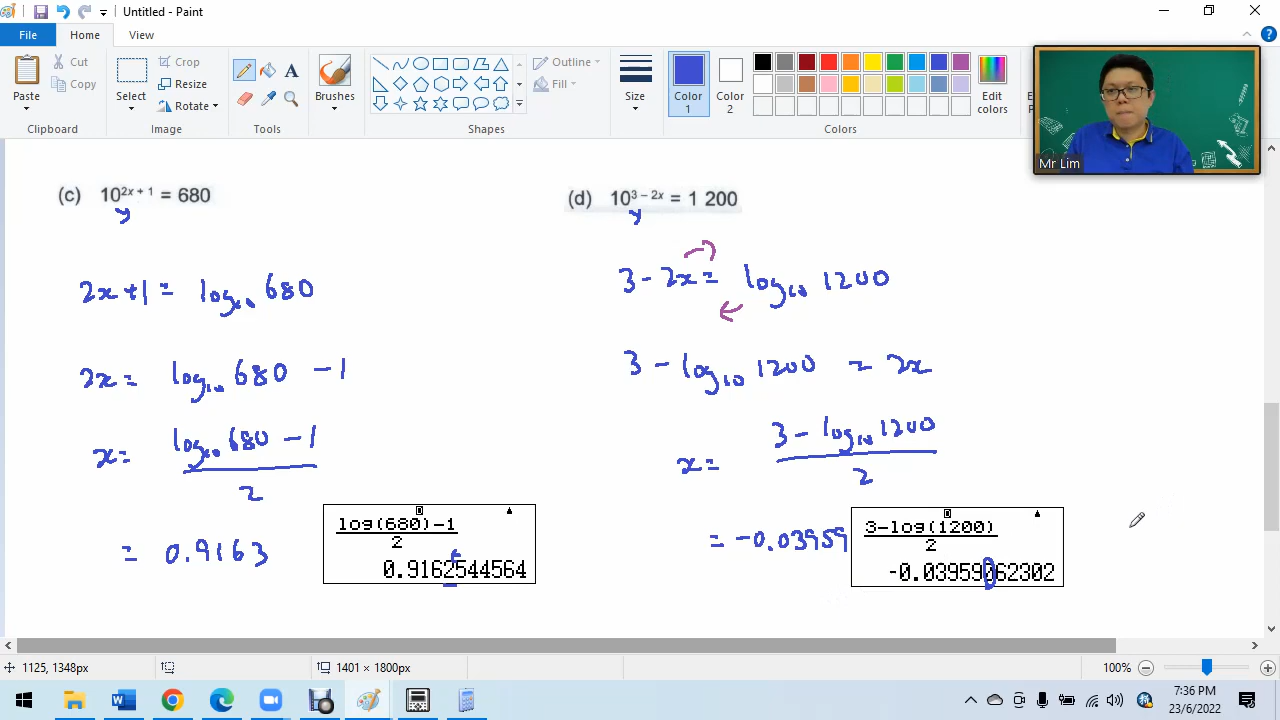 Untitled - Paint
File
Home
View
Paste
Cut
Copy
Clipboard
Select
Crop
Resize
Rotate
Image
A
Tools
Brushes
Shapes
Outline
Fill
Size
Color 1
Color 2
Edit colors
Colors
Mr Lim
(c) 10^{2x + 1} = 680
y
2x+1 = log₁₀ 680
2x = log₁₀ 680 - 1
x = \frac{log₁₀ 680 - 1}{2}
= 0.9163
log(680)-1
2
0.9162544564
+
(d) 10^{3 - 2x} = 1 200
y
3 - 2x = log₁₀ 1200
3 - log₁₀ 1200 = 2x
x = \frac{3 - log₁₀ 1200}{2}
= -0.03959
3-log(1200)
2
-0.03959062302
1125, 1348px
1401 × 1800px
100%
7:36 PM
23/6/2022